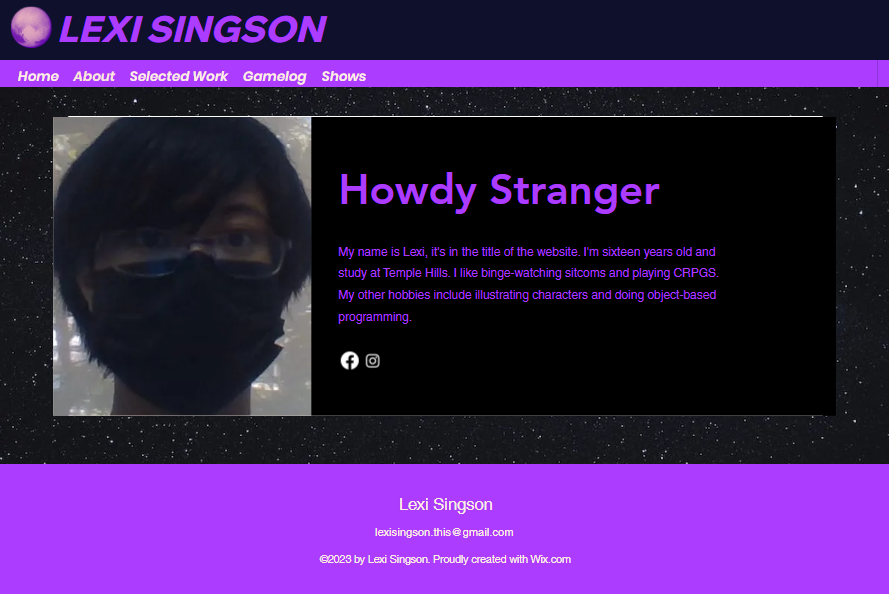 LEXI SINGSON
Home About Selected Work Gamelog Shows
Howdy Stranger
My name is Lexi, it's in the title of the website. I'm sixteen years old and
study at Temple Hills. I like binge-watching sitcoms and playing CRPGS.
My other hobbies include illustrating characters and doing object-based
programming.
Lexi Singson
lexisingson.this@gmail.com
©2023 by Lexi Singson. Proudly created with Wix.com